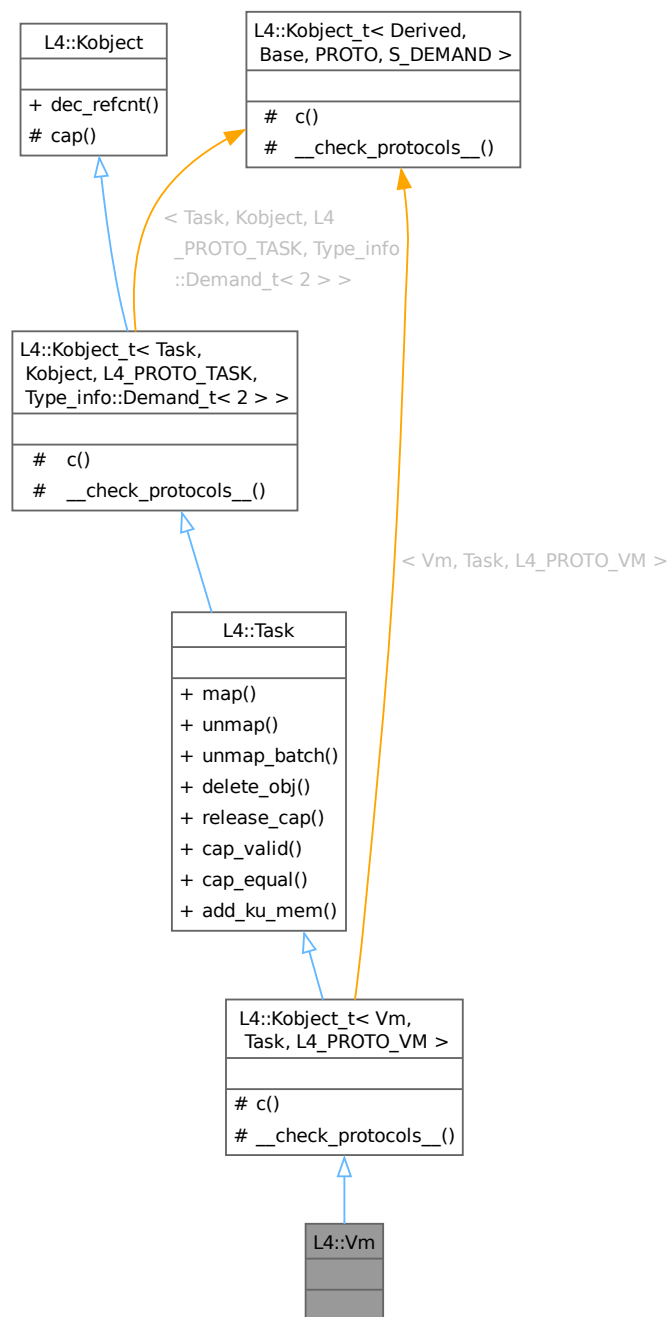 L4::Kobject
+ dec_refcnt()
# cap()
L4::Kobject_t< Derived,
Base, PROTO, S_DEMAND >
# c()
# __check_protocols__()
< Task, Kobject, L4
_PROTO_TASK, Type_info
::Demand_t< 2 > >
L4::Kobject_t< Task,
Kobject, L4_PROTO_TASK,
Type_info::Demand_t< 2 > >
# c()
# __check_protocols__()
< Vm, Task, L4_PROTO_VM >
L4::Task
+ map()
+ unmap()
+ unmap_batch()
+ delete_obj()
+ release_cap()
+ cap_valid()
+ cap_equal()
+ add_ku_mem()
L4::Kobject_t< Vm,
Task, L4_PROTO_VM >
# c()
# __check_protocols__()
L4::Vm